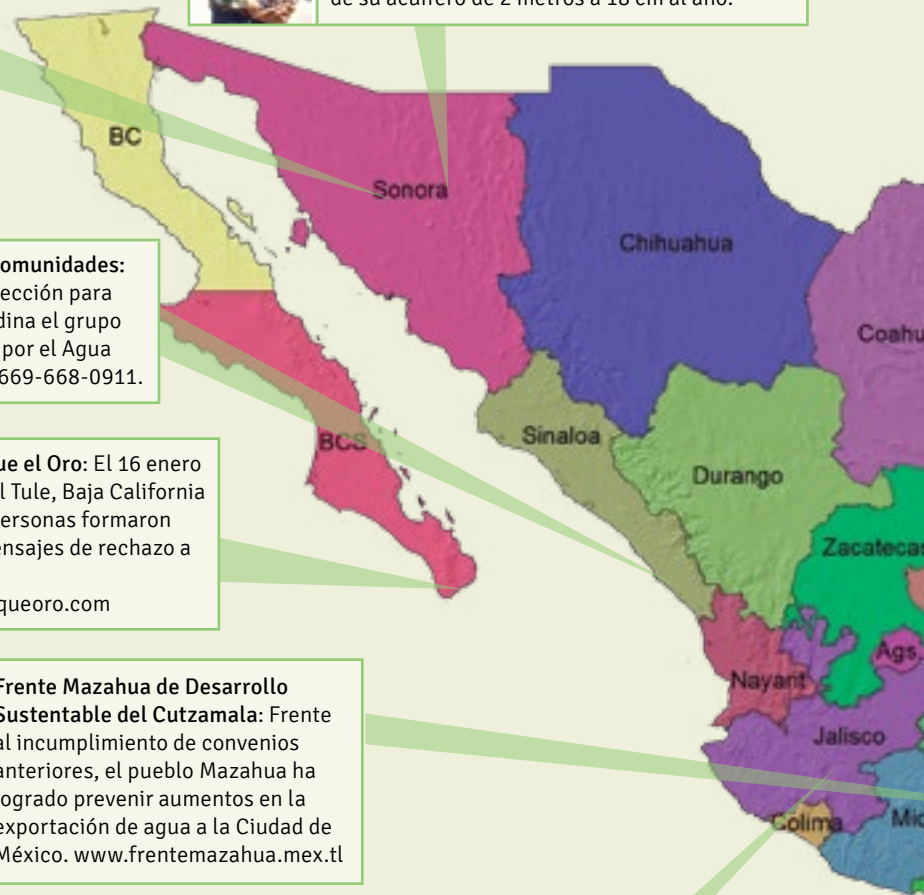 de su acuífero de 2 metros a 18 cm al año.
BC
Sonora
Chihuahua
omunidades:
ección para
dina el grupo
por el Agua
669-668-0911.
Coahu
BCS
Sinaloa
Durango
ue el Oro: El 16 enero
l Tule, Baja California
ersonas formaron
ensajes de rechazo a
queoro.com
Zacatecas
Ags.
Nayarit
Jalisco
Frente Mazahua de Desarrollo
Sustentable del Cutzamala: Frente
al incumplimiento de convenios
anteriores, el pueblo Mazahua ha
logrado prevenir aumentos en la
exportación de agua a la Ciudad de
México. www.frentemazahua.mex.tl
Colima
Mic